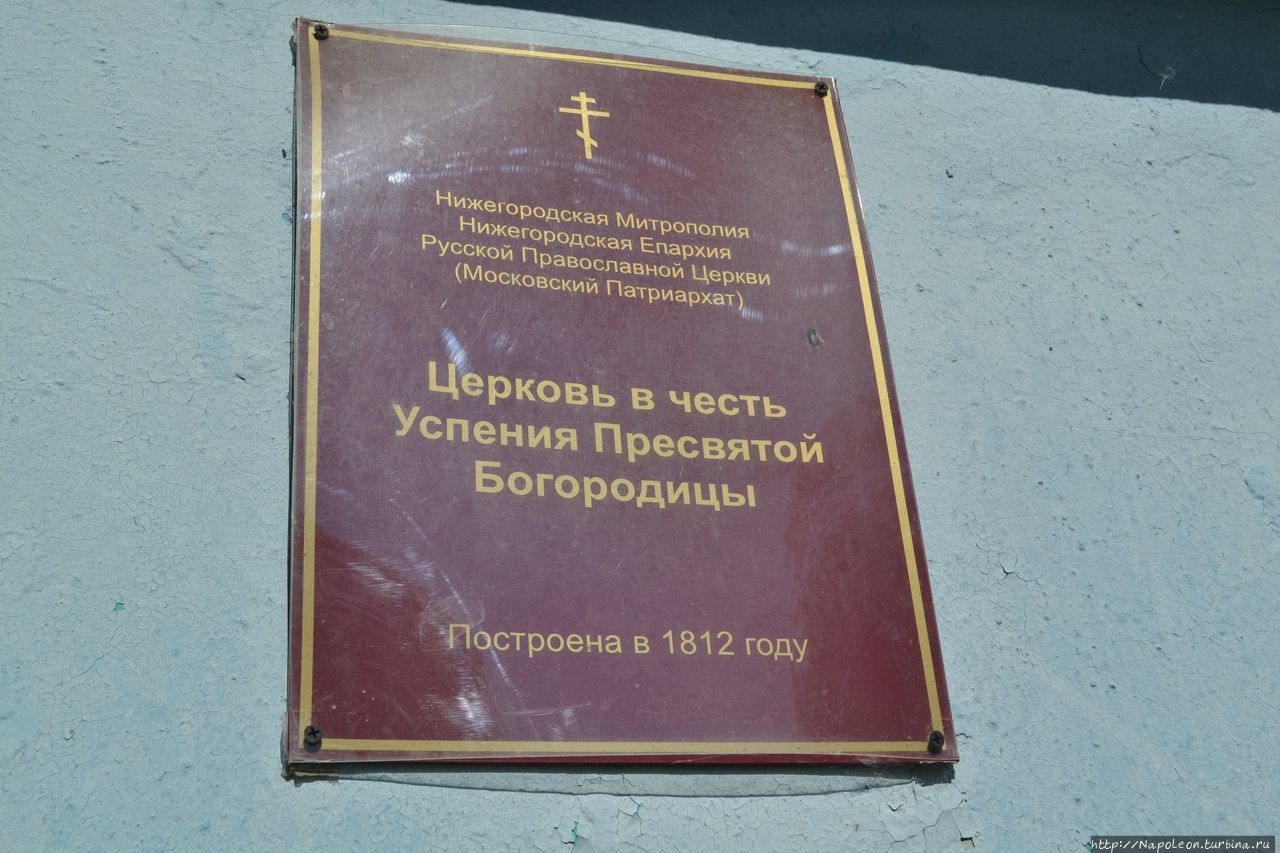 Нижегородская Митрополия
Нижегородская Епархия
Русской Православной Церкви
(Московский Патриархат)
Церковь в честь
Успения Пресвятой
Богородицы
Построена в 1812 году
http://Napoleon.turbina.ru